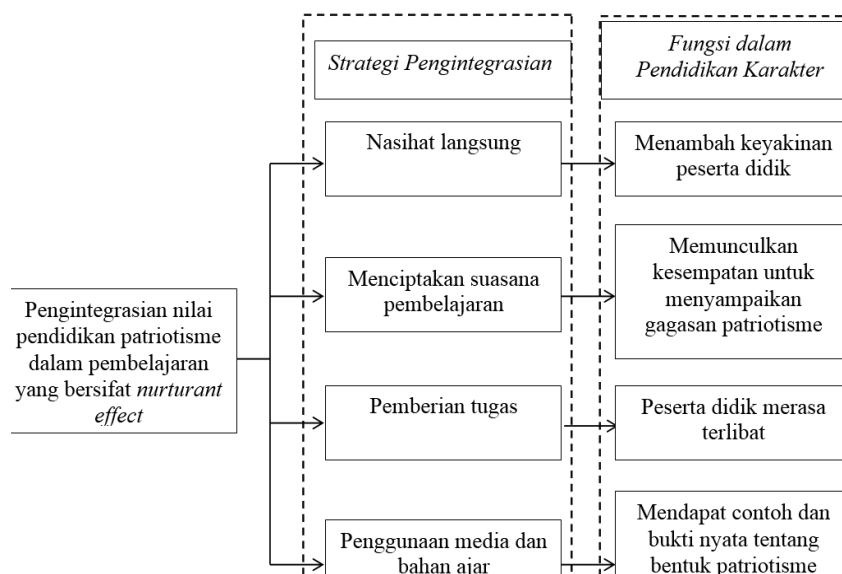 Strategi Pengintegrasian
Fungsi dalam
Pendidikan Karakter
Nasihat langsung
Menambah keyakinan
peserta didik
Menciptakan suasana
pembelajaran
Memunculkan
kesempatan untuk
menyampaikan
gagasan patriotisme
Pengintegrasian nilai
pendidikan patriotisme
dalam pembelajaran
yang bersifat nurturant
effect
Pemberian tugas
Peserta didik merasa
terlibat
Penggunaan media dan
bahan ajar
Mendapat contoh dan
bukti nyata tentang
bentuk patriotisme